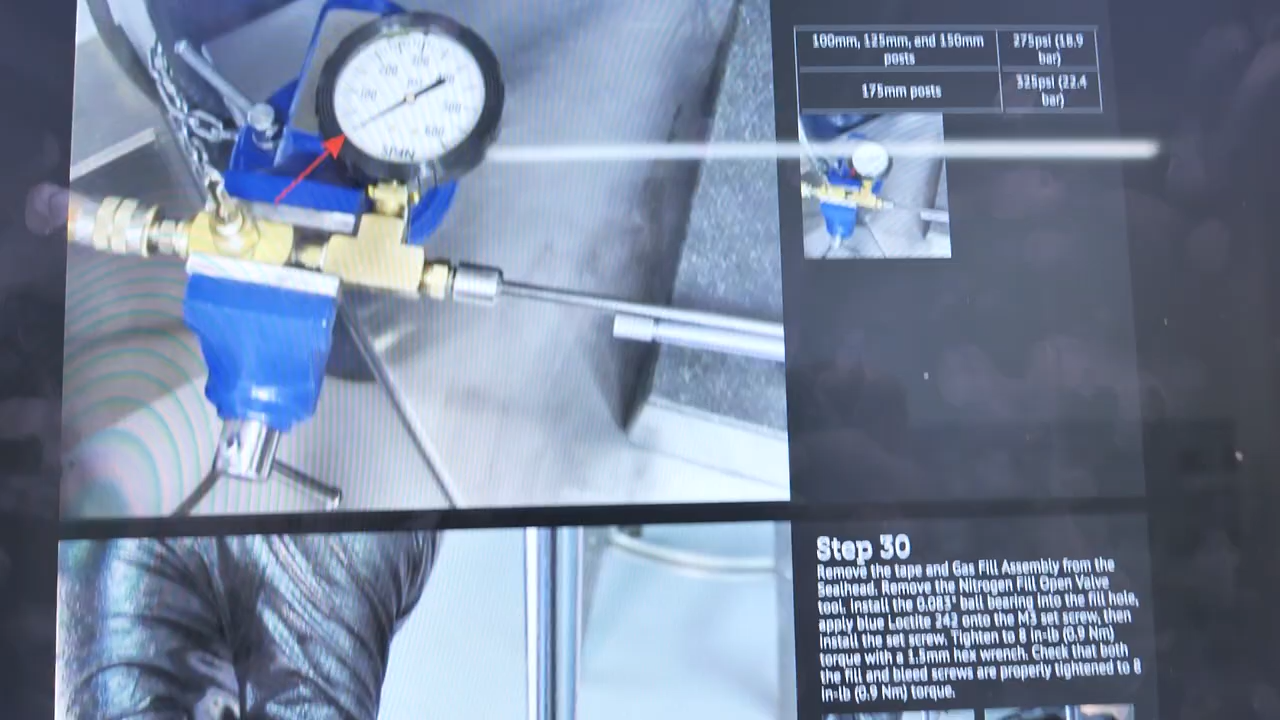 100mm, 125mm, and 150mm
posts
275psi (18.9
bar)
175mm posts
325psi (22.4
bar)
Step 30
Remove the tape and Gas Fill Assembly from the
Sealhead. Remove the Nitrogen Fill Open Valve
tool. Install the 0.083" ball bearing into the fill hole,
apply blue Loctite 242 onto the M3 set screw, then
install the set screw. Tighten to 8 in-lb (0.9 Nm)
torque with a 1.5mm hex wrench. Check that both
the fill and bleed screws are properly tightened to 8
in-lb (0.9 Nm) torque.